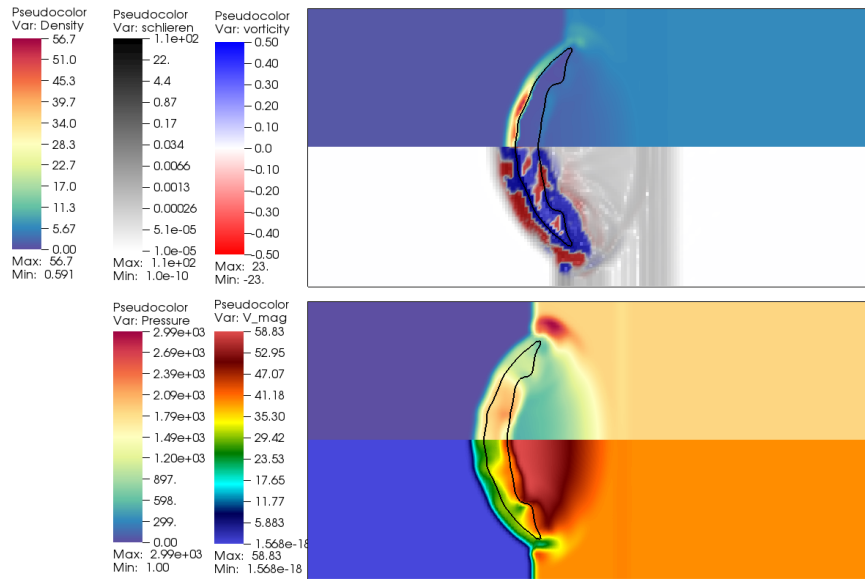 Pseudocolor
Var: Density
56.7
51.0
45.3
39.7
34.0
28.3
22.7
17.0
11.3
5.67
0.00
Max: 56.7
Min: 0.591
Pseudocolor
Var: schlieren
1.1e+02
22.
4.4
0.87
0.17
0.034
0.0066
0.0013
0.00026
5.1e-05
1.0e-05
Max: 1.1e+02
Min: 1.0e-10
Pseudocolor
Var: vorticity
0.50
0.40
0.30
0.20
0.10
-0.0
-0.10
-0.20
-0.30
-0.40
-0.50
Max: 23.
Min: -23.
Pseudocolor
Var: Pressure
2.99e+03
2.69e+03
2.39e+03
2.09e+03
1.79e+03
1.49e+03
1.20e+03
897.
598.
299.
0.00
Max: 2.99e+03
Min: 1.00
Pseudocolor
Var: V_mag
58.83
52.95
47.07
41.18
35.30
29.42
23.53
17.65
11.77
5.883
1.568e-18
Max: 58.83
Min: 1.568e-18